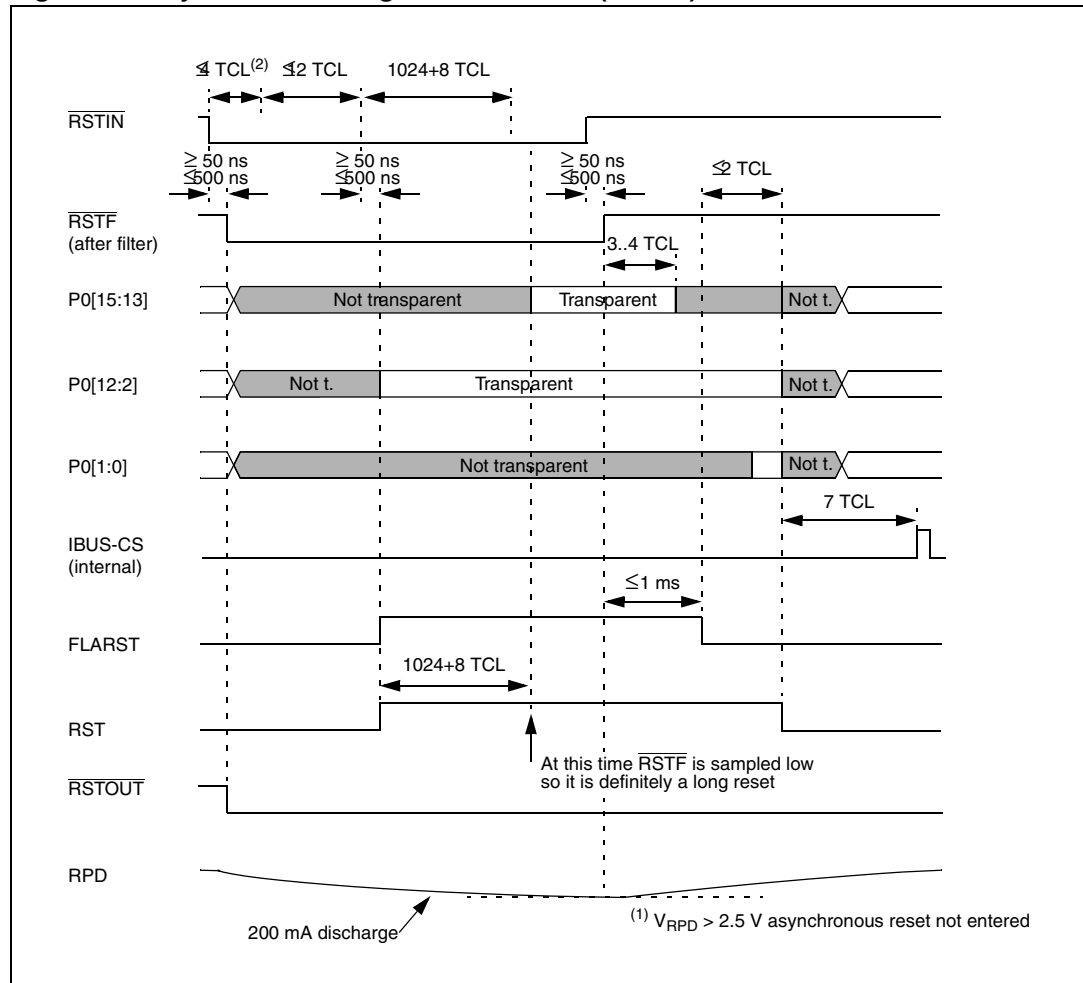 ≤4 TCL(2) ≤12 TCL 1024+8 TCL
RSTIN
≥ 50 ns ≥ 50 ns ≥ 50 ns
≤500 ns ≤500 ns ≤500 ns
≤2 TCL
RSTF
(after filter)
3..4 TCL
P0[15:13] Not transparent Transparent Not t.
P0[12:2] Not t. Transparent Not t.
P0[1:0] Not transparent Not t.
7 TCL
IBUS-CS
(internal)
≤1 ms
FLARST
1024+8 TCL
RST
At this time RSTF is sampled low
so it is definitely a long reset
RSTOUT
RPD
200 mA discharge
(1) VRPD > 2.5 V asynchronous reset not entered